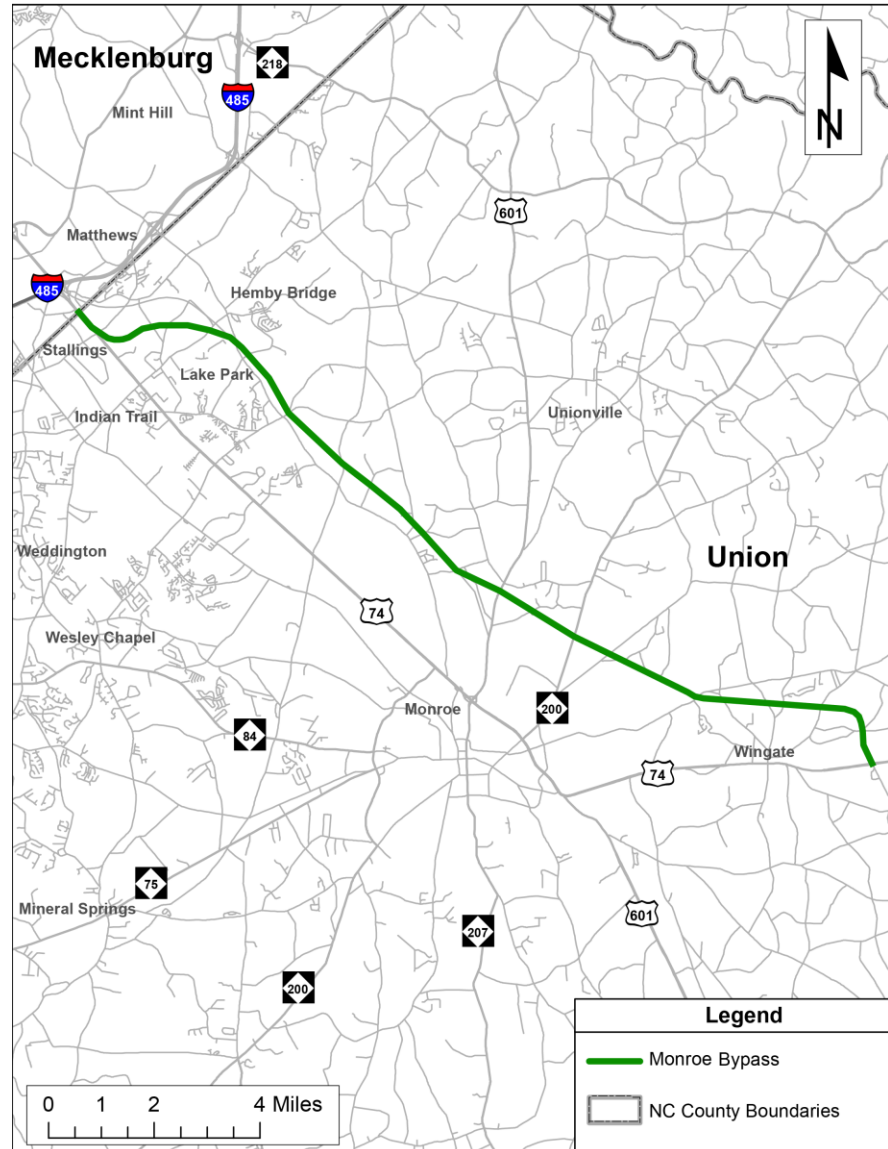 Mecklenburg
218
485
Mint Hill
N
601
Matthews
485
Hemby Bridge
Stallings
Lake Park
Indian Trail
Unionville
Weddington
Union
74
Wesley Chapel
Monroe
200
84
Wingate
74
75
Mineral Springs
601
207
200
Legend
Monroe Bypass
NC County Boundaries
0 1 2 4 Miles